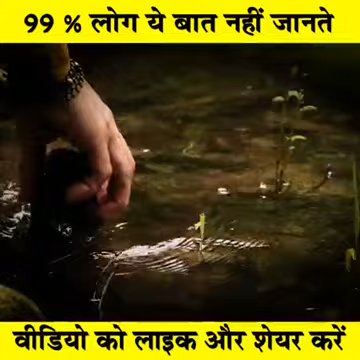 99 % लोग ये बात नहीं जानते
वीडियो को लाइक और शेयर करें